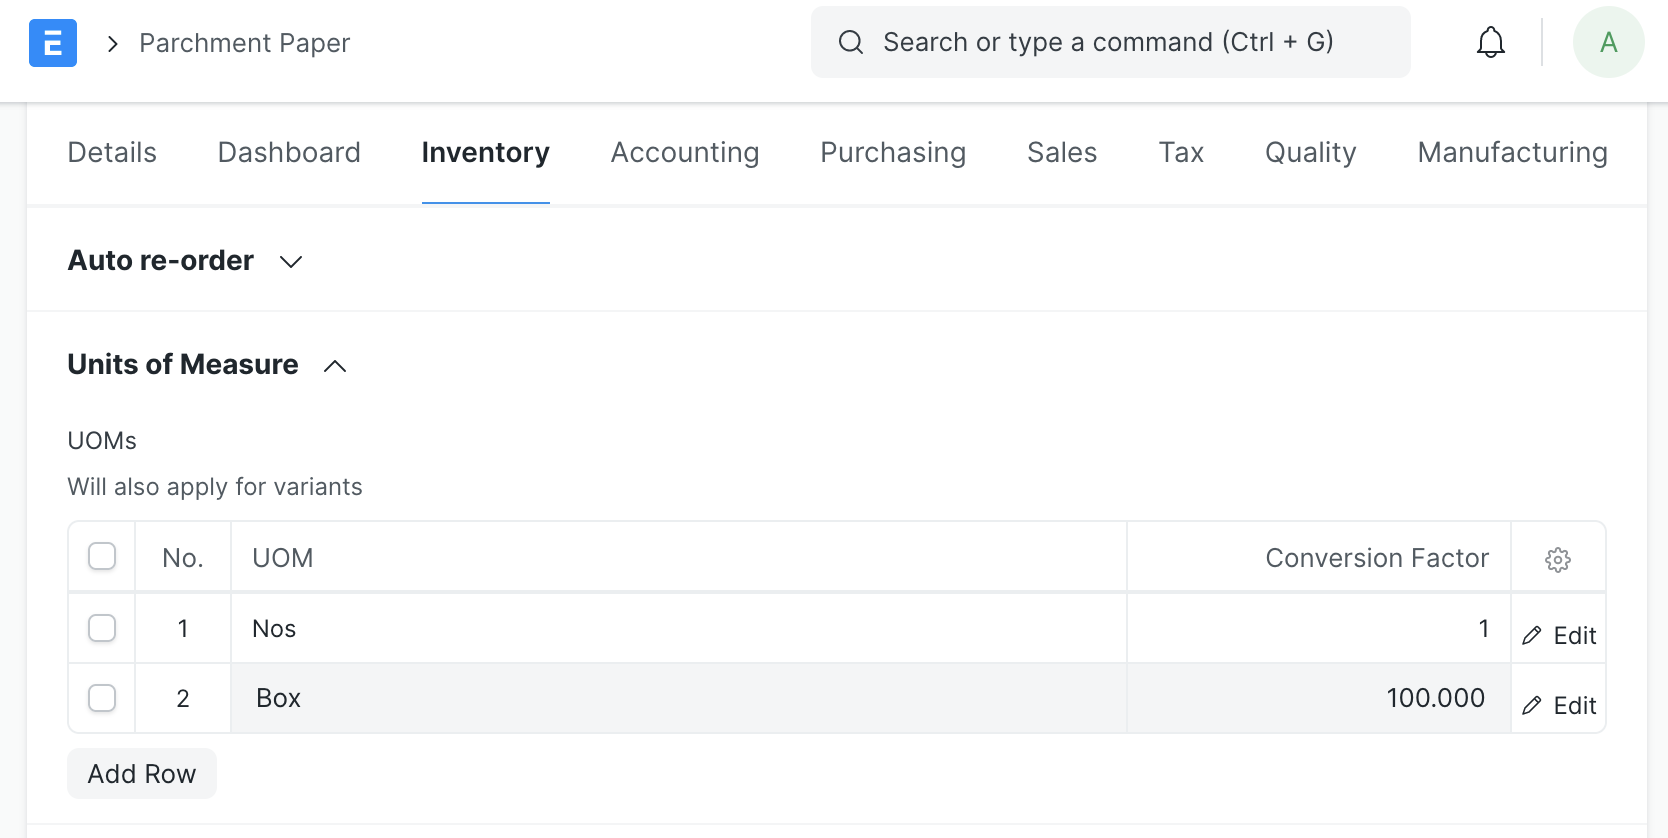 E Parchment Paper Search or type a command (Ctrl + G) A
Details Dashboard Inventory Accounting Purchasing Sales Tax Quality Manufacturing
Auto re-order
Units of Measure
UOMs
Will also apply for variants
No. UOM Conversion Factor
1 Nos 1 Edit
2 Box 100.000 Edit
Add Row